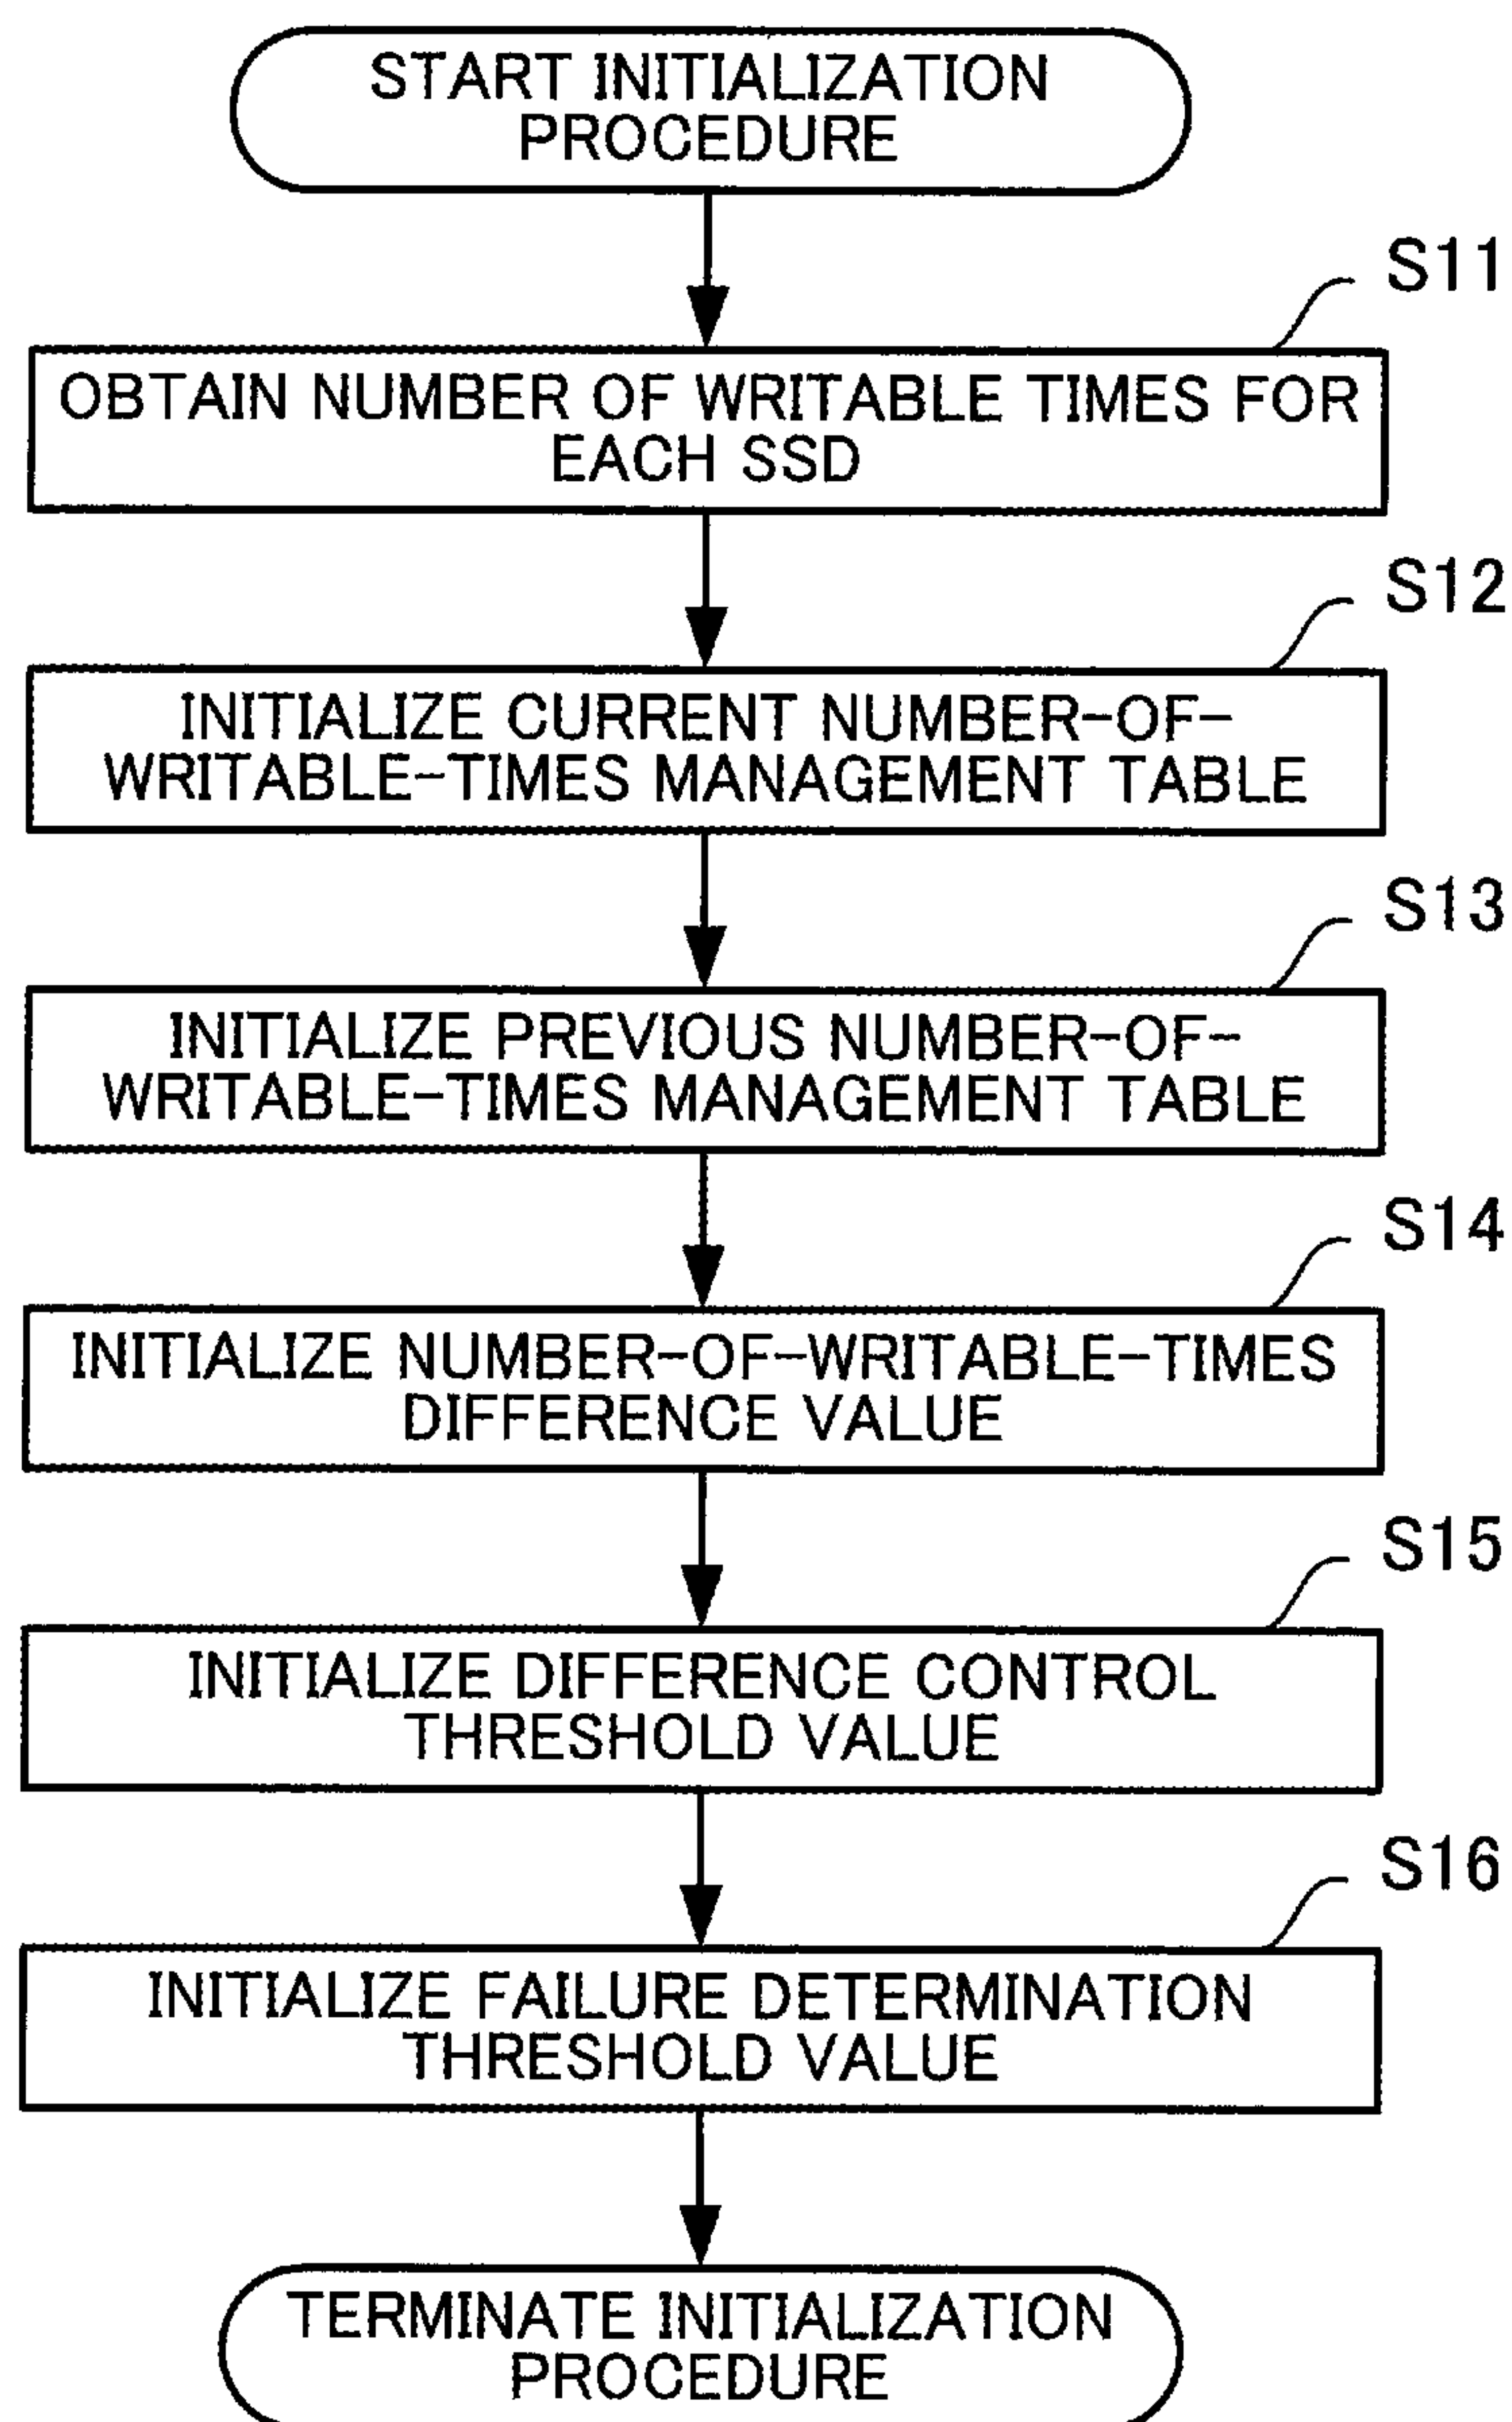 START INITIALIZATION
PROCEDURE
S11
OBTAIN NUMBER OF WRITABLE TIMES FOR
EACH SSD
S12
INITIALIZE CURRENT NUMBER-OF-
WRITABLE-TIMES MANAGEMENT TABLE
S13
INITIALIZE PREVIOUS NUMBER-OF-
WRITABLE-TIMES MANAGEMENT TABLE
S14
INITIALIZE NUMBER-OF-WRITABLE-TIMES
DIFFERENCE VALUE
S15
INITIALIZE DIFFERENCE CONTROL
THRESHOLD VALUE
S16
INITIALIZE FAILURE DETERMINATION
THRESHOLD VALUE
TERMINATE INITIALIZATION
PROCEDURE